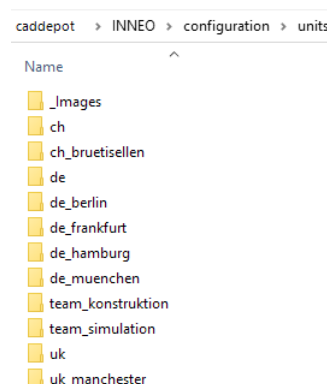 caddepot > INNEO > configuration > units
Name
_Images
ch
ch_bruetisellen
de
de_berlin
de_frankfurt
de_hamburg
de_muenchen
team_konstruktion
team_simulation
uk
uk_manchester